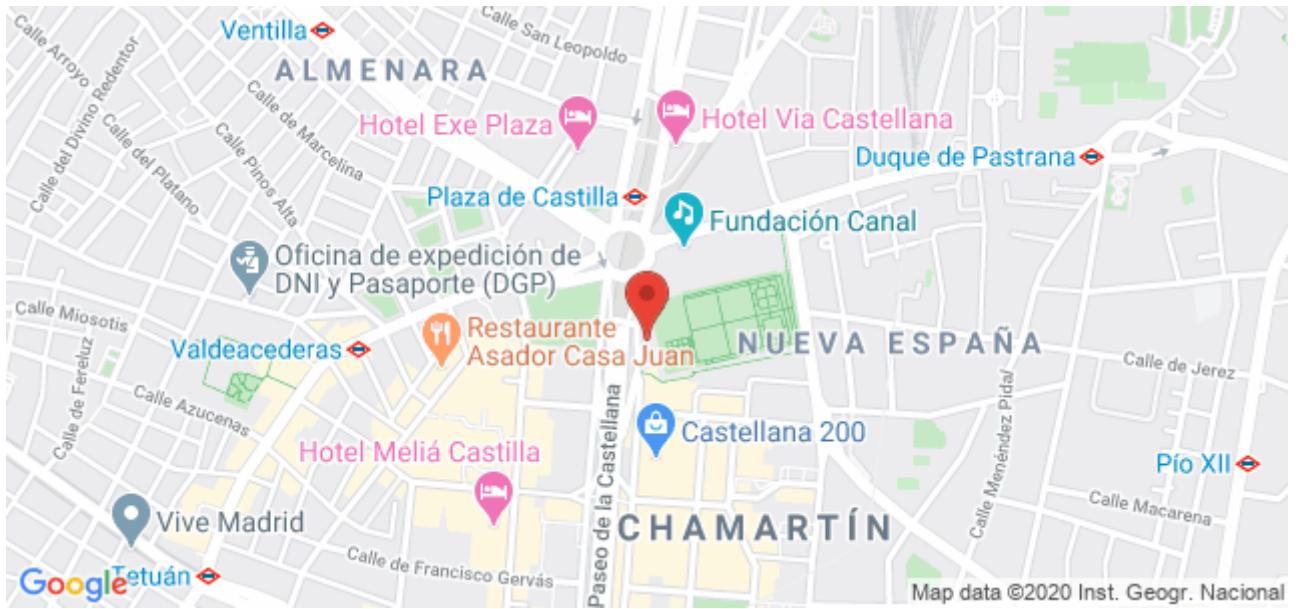 Calle Arroyo
Ventilla
Calle San Leopoldo
ALMENARA
Calle del Divino Redentor
Calle de Marcelina
Hotel Exe Plaza
Hotel Via Castellana
Calle del Platano
Calle Pinos Alta
Duque de Pastrana
Plaza de Castilla
Fundación Canal
Oficina de expedición de
DNI y Pasaporte (DGP)
Calle Miosotis
Restaurante
Asador Casa Juan
NUEVA ESPAÑA
Valdeacederas
Calle de Jerez
Calle de Fereluz
Calle Azucenas
Paseo de la Castellana
Castellana 200
Calle Menéndez Pidal
Hotel Meliá Castilla
Pío XII
Calle Macarena
Vive Madrid
CHAMARTÍN
Calle de Francisco Gervás
Google
Tetuán
Map data ©2020 Inst. Geogr. Nacional